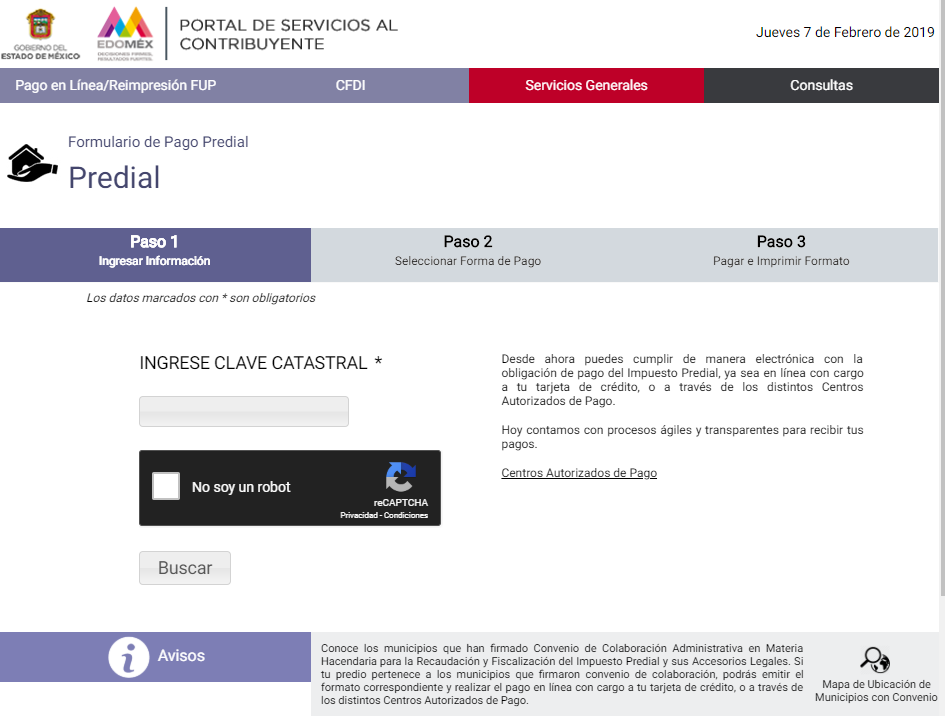 GOBIERNO DEL
ESTADO DE MÉXICO
EDOMÉX
DECISIONES FIRMES, RESULTADOS FUERTES.
PORTAL DE SERVICIOS AL
CONTRIBUYENTE
Jueves 7 de Febrero de 2019
Pago en Línea/Reimpresión FUP
CFDI
Servicios Generales
Consultas
Formulario de Pago Predial
Predial
Paso 1
Ingresar Información
Paso 2
Seleccionar Forma de Pago
Paso 3
Pagar e Imprimir Formato
Los datos marcados con * son obligatorios
INGRESE CLAVE CATASTRAL *
No soy un robot
reCAPTCHA
Privacidad - Condiciones
Buscar
Desde ahora puedes cumplir de manera electrónica con la
obligación de pago del Impuesto Predial, ya sea en línea con cargo
a tu tarjeta de crédito, o a través de los distintos Centros
Autorizados de Pago.
Hoy contamos con procesos ágiles y transparentes para recibir tus
pagos.
Centros Autorizados de Pago
Avisos
Conoce los municipios que han firmado Convenio de Colaboración Administrativa en Materia
Hacendaria para la Recaudación y Fiscalización del Impuesto Predial y sus Accesorios Legales. Si
tu predio pertenece a los municipios que firmaron convenio de colaboración, podrás emitir el
formato correspondiente y realizar el pago en línea con cargo a tu tarjeta de crédito, o a través de
los distintos Centros Autorizados de Pago.
Mapa de Ubicación de
Municipios con Convenio